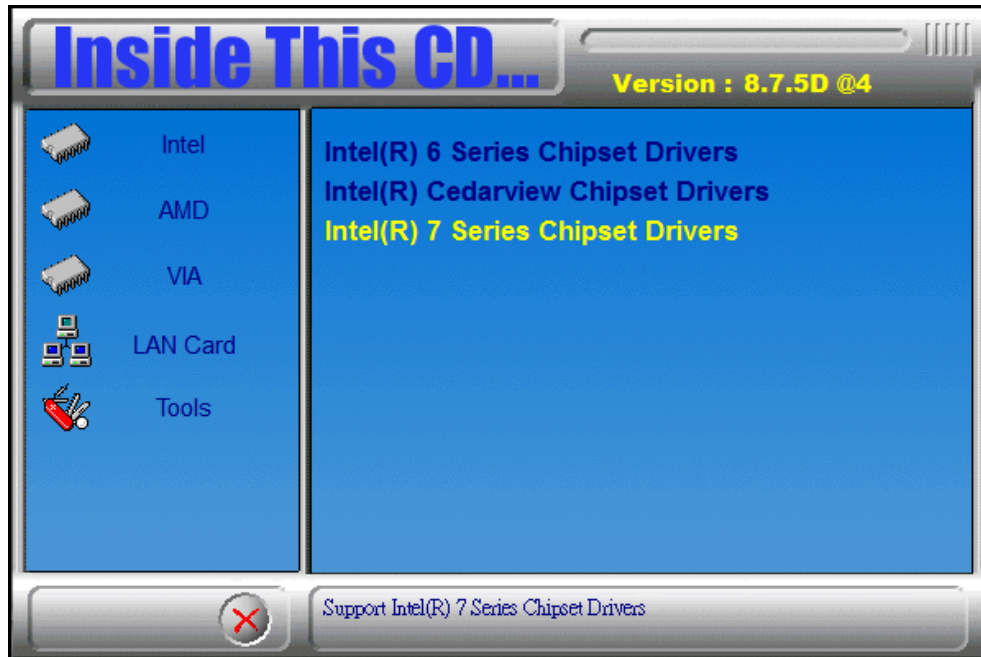 Inside This CD...
Version : 8.7.5D @4
Intel
AMD
VIA
LAN Card
Tools
Intel(R) 6 Series Chipset Drivers
Intel(R) Cedarview Chipset Drivers
Intel(R) 7 Series Chipset Drivers
Support Intel(R) 7 Series Chipset Drivers